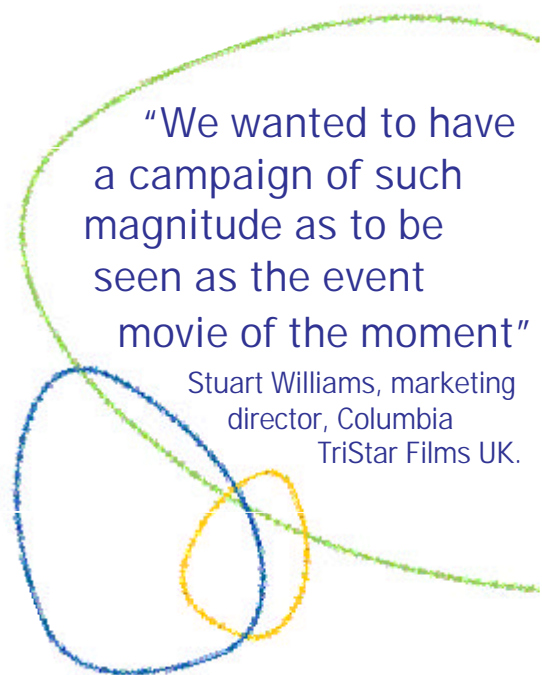 "We wanted to have
a campaign of such
magnitude as to be
seen as the event
movie of the moment"
Stuart Williams, marketing
director, Columbia
TriStar Films UK.